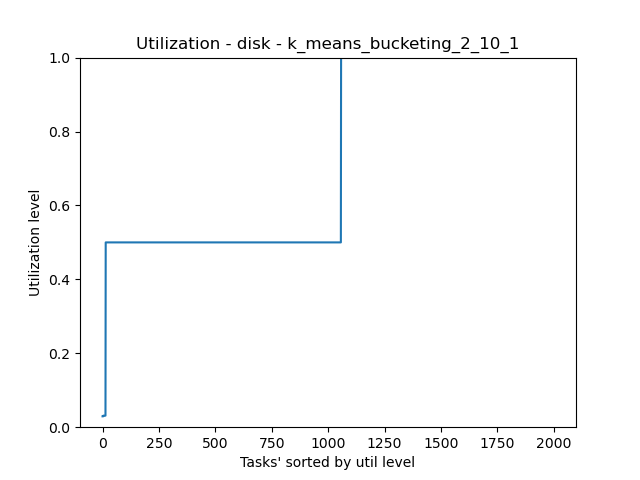 Utilization - disk - k_means_bucketing_2_10_1
1.0
0.8
0.6
0.4
0.2
0.0
Utilization level
0 250 500 750 1000 1250 1500 1750 2000
Tasks' sorted by util level